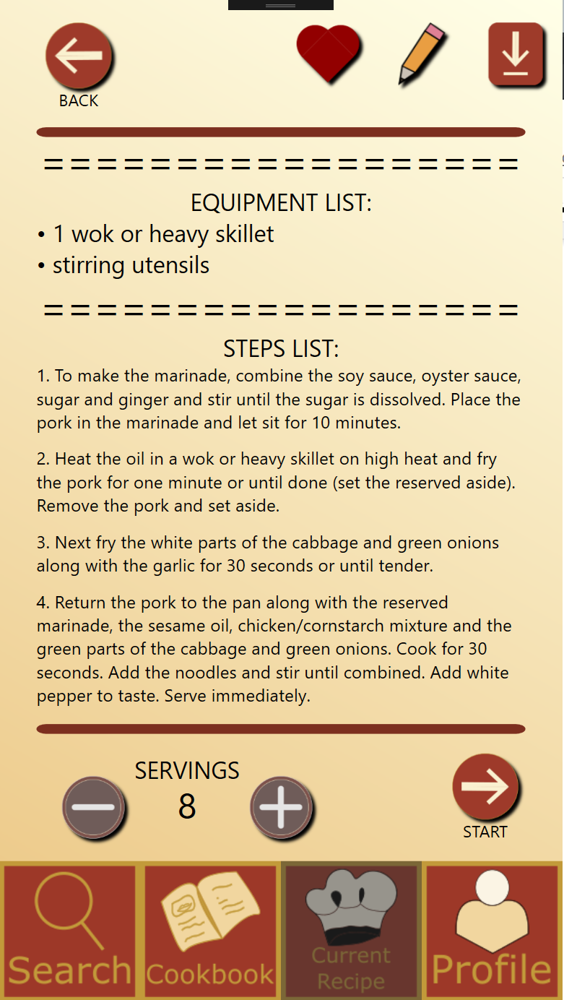 BACK
= = = = = = = = = = = = = = = = = =
EQUIPMENT LIST:
• 1 wok or heavy skillet
• stirring utensils
= = = = = = = = = = = = = = = = = =
STEPS LIST:
1. To make the marinade, combine the soy sauce, oyster sauce,
sugar and ginger and stir until the sugar is dissolved. Place the
pork in the marinade and let sit for 10 minutes.
2. Heat the oil in a wok or heavy skillet on high heat and fry
the pork for one minute or until done (set the reserved aside).
Remove the pork and set aside.
3. Next fry the white parts of the cabbage and green onions
along with the garlic for 30 seconds or until tender.
4. Return the pork to the pan along with the reserved
marinade, the sesame oil, chicken/cornstarch mixture and the
green parts of the cabbage and green onions. Cook for 30
seconds. Add the noodles and stir until combined. Add white
pepper to taste. Serve immediately.
SERVINGS
8
START
Search
Cookbook
Current
Recipe
Profile